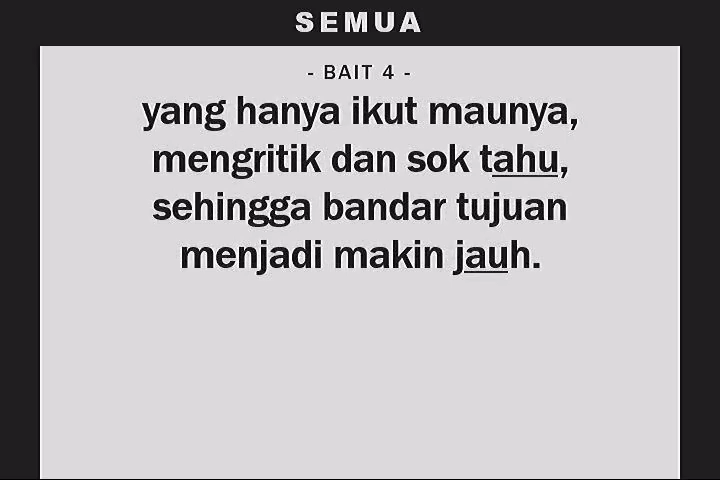 SEMUA
- BAIT 4 -
yang hanya ikut maunya,
mengritik dan sok tahu,
sehingga bandar tujuan
menjadi makin jauh.